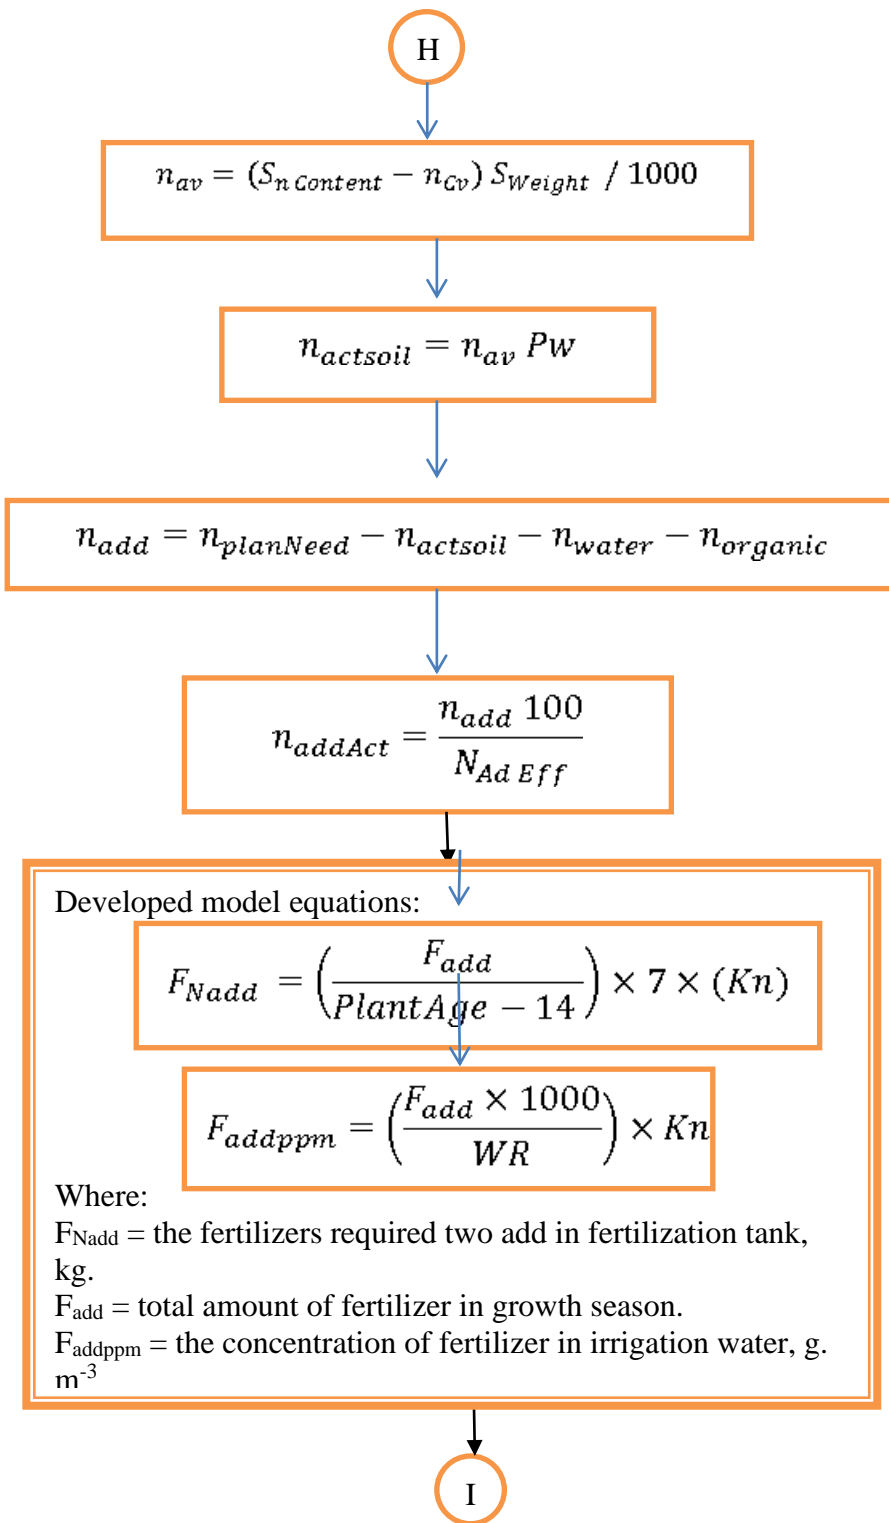 H
n_av = (S_n Content − n_Cv) S_Weight / 1000
n_actsoil = n_av Pw
n_add = n_planNeed − n_actsoil − n_water − n_organic
n_addAct = n_add 100 / N_Ad Eff
Developed model equations:
F_Nadd = (F_add / PlantAge − 14) × 7 × (Kn)
F_addppm = (F_add × 1000 / WR) × Kn
Where:
F_Nadd = the fertilizers required two add in fertilization tank,
kg.
F_add = total amount of fertilizer in growth season.
F_addppm = the concentration of fertilizer in irrigation water, g.
m^-3
I